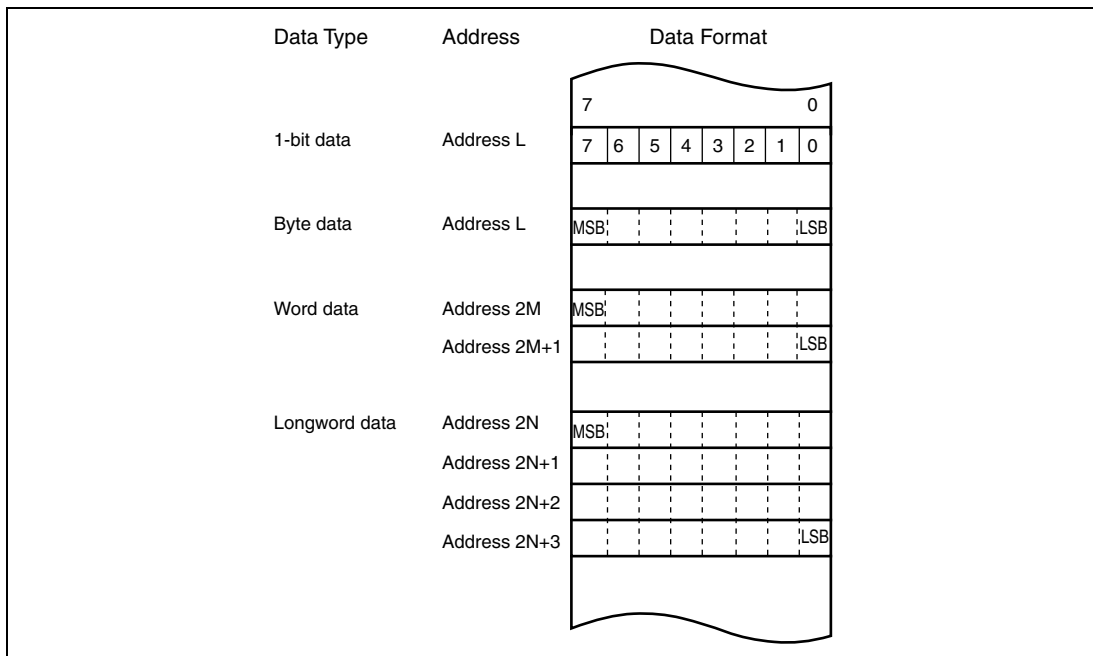 Data Type Address Data Format
7 0
1-bit data Address L 7 6 5 4 3 2 1 0
Byte data Address L MSB LSB
Word data Address 2M MSB
Address 2M+1 LSB
Longword data Address 2N MSB
Address 2N+1
Address 2N+2
Address 2N+3 LSB